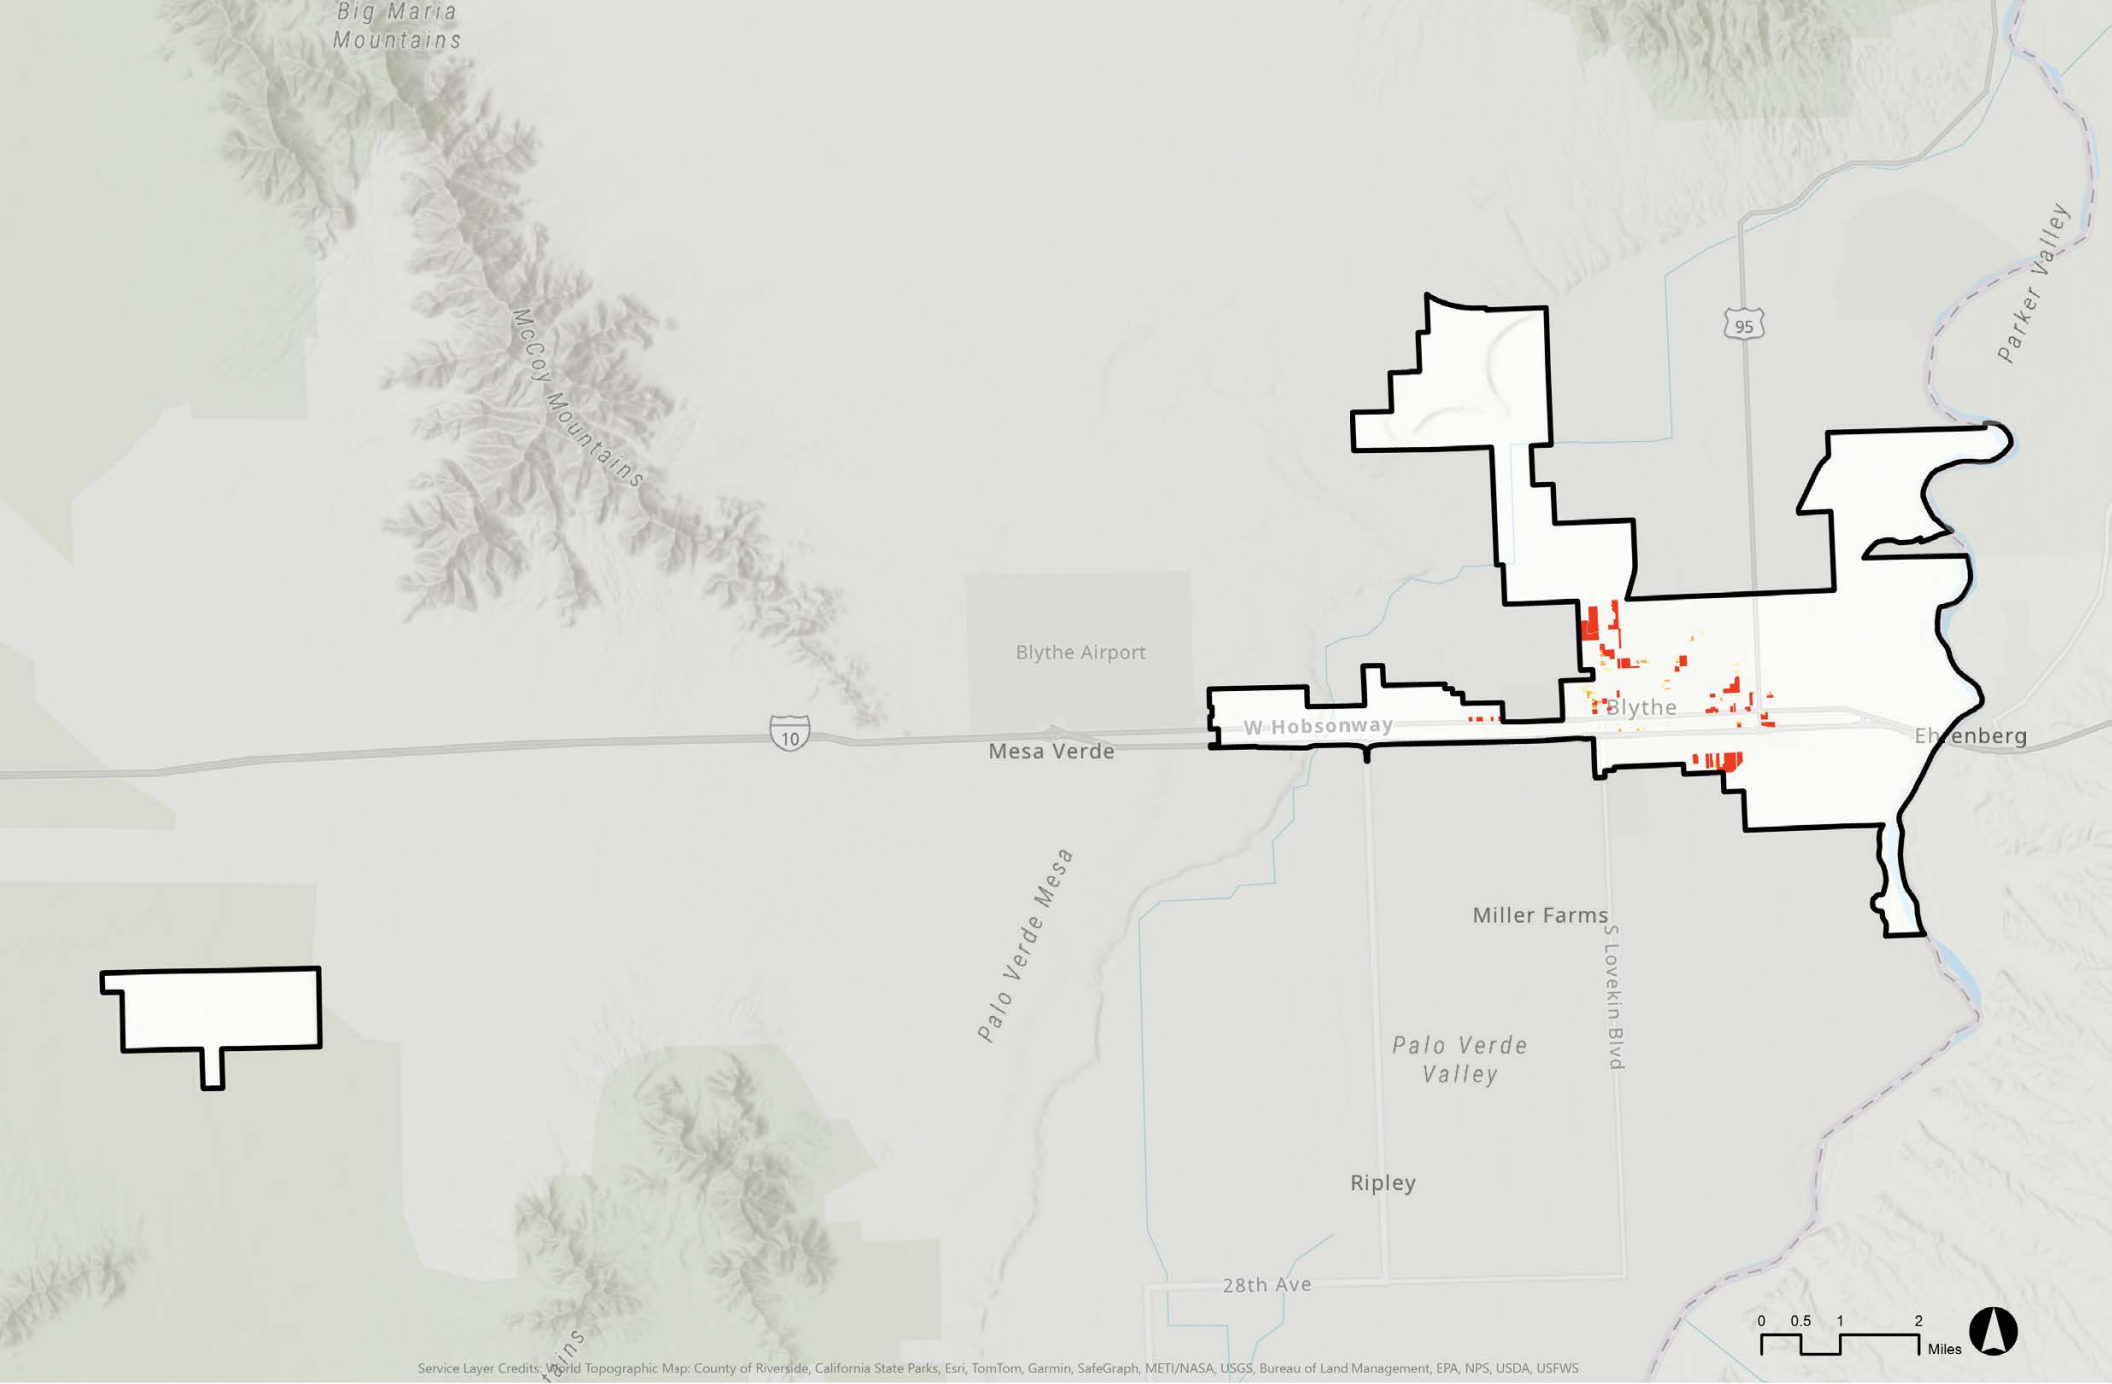 Big Maria
Mountains
McCoy Mountains
Parker Valley
95
Blythe Airport
W Hobsonway
Blythe
10
Mesa Verde
Ehrenberg
Palo Verde Mesa
Miller Farms
S Lovekin Blvd
Palo Verde
Valley
Ripley
28th Ave
tains
0 0.5 1 2
Miles
Service Layer Credits: World Topographic Map: County of Riverside, California State Parks, Esri, TomTom, Garmin, SafeGraph, METI/NASA, USGS, Bureau of Land Management, EPA, NPS, USDA, USFWS